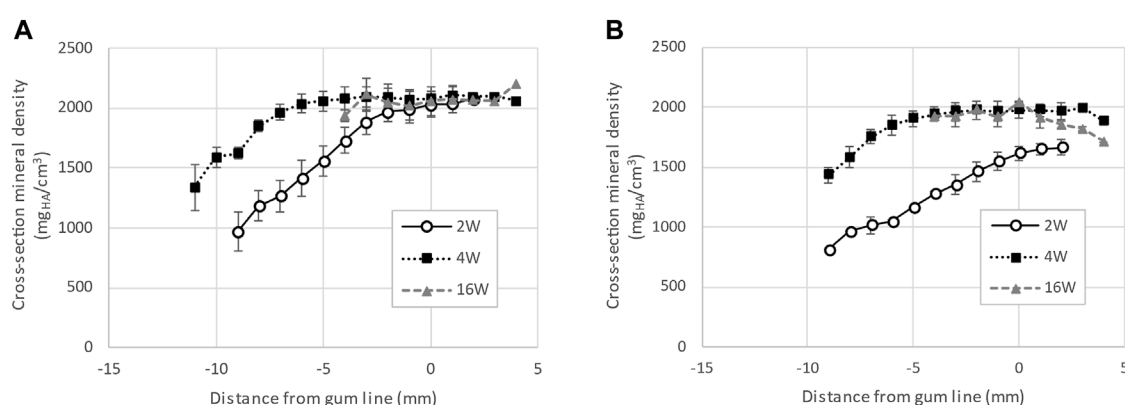 A
Cross-section mineral density
(mgHA/cm3)
2500
2000
1500
1000
500
0
-15
-10
-5
0
5
Distance from gum line (mm)
2W
4W
16W
B
Cross-section mineral density
(mgHA/cm3)
2500
2000
1500
1000
500
0
-15
-10
-5
0
5
Distance from gum line (mm)
2W
4W
16W